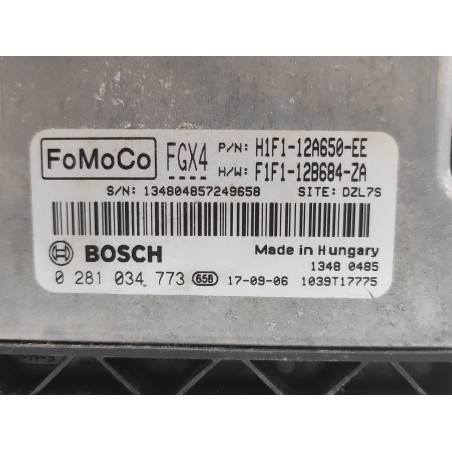 FoMoCo FGX4 P/N: H1F1-12A650-EE
H/W: F1F1-12B684-ZA
S/N: 134804857249658 SITE: DZL7S
BOSCH Made in Hungary
1348 0485
0 281 034 773 656 17-09-06 1039T17775